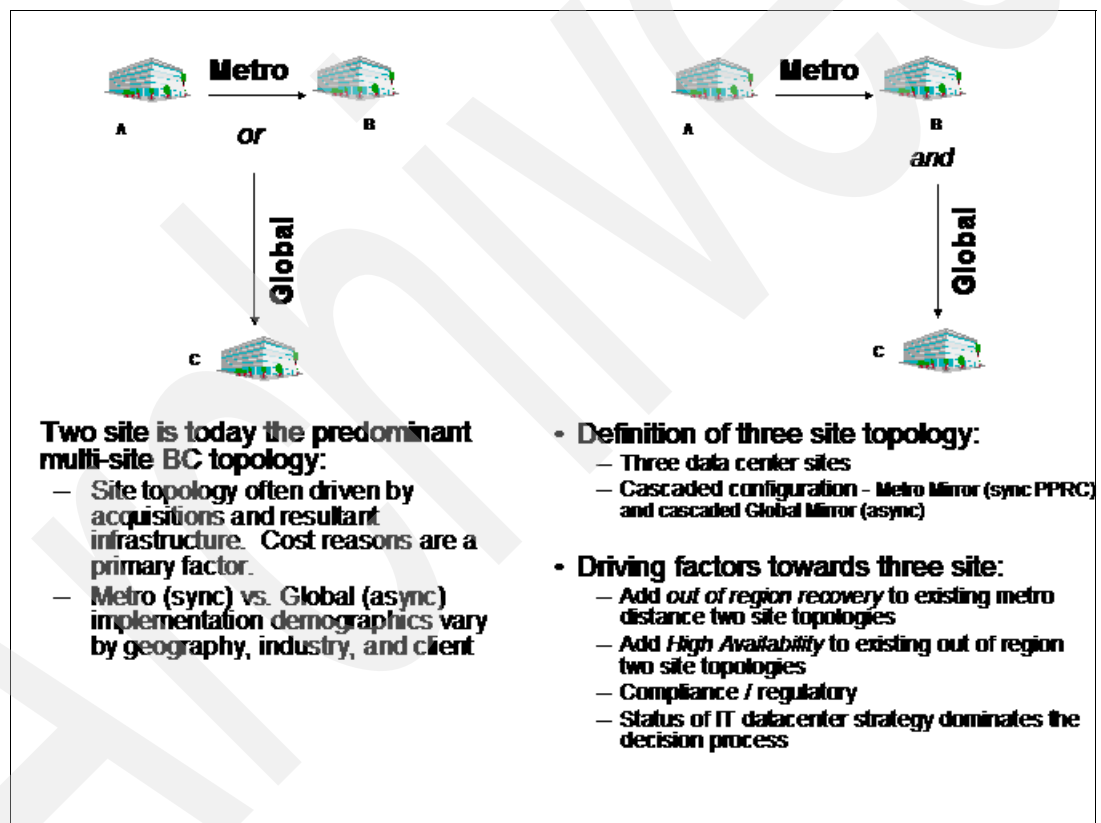 Metro
A
B
or
Global
C
Two site is today the predominant
multi-site BC topology:
— Site topology often driven by
acquisitions and resultant
infrastructure. Cost reasons are a
primary factor.
— Metro (sync) vs. Global (async)
implementation demographics vary
by geography, industry, and client
Metro
A
B
and
Global
C
• Definition of three site topology:
— Three data center sites
— Cascaded configuration - Metro Mirror (sync PPRC)
and cascaded Global Mirror (async)
• Driving factors towards three site:
— Add out of region recovery to existing metro
distance two site topologies
— Add High Availability to existing out of region
two site topologies
— Compliance / regulatory
— Status of IT datacenter strategy dominates the
decision process